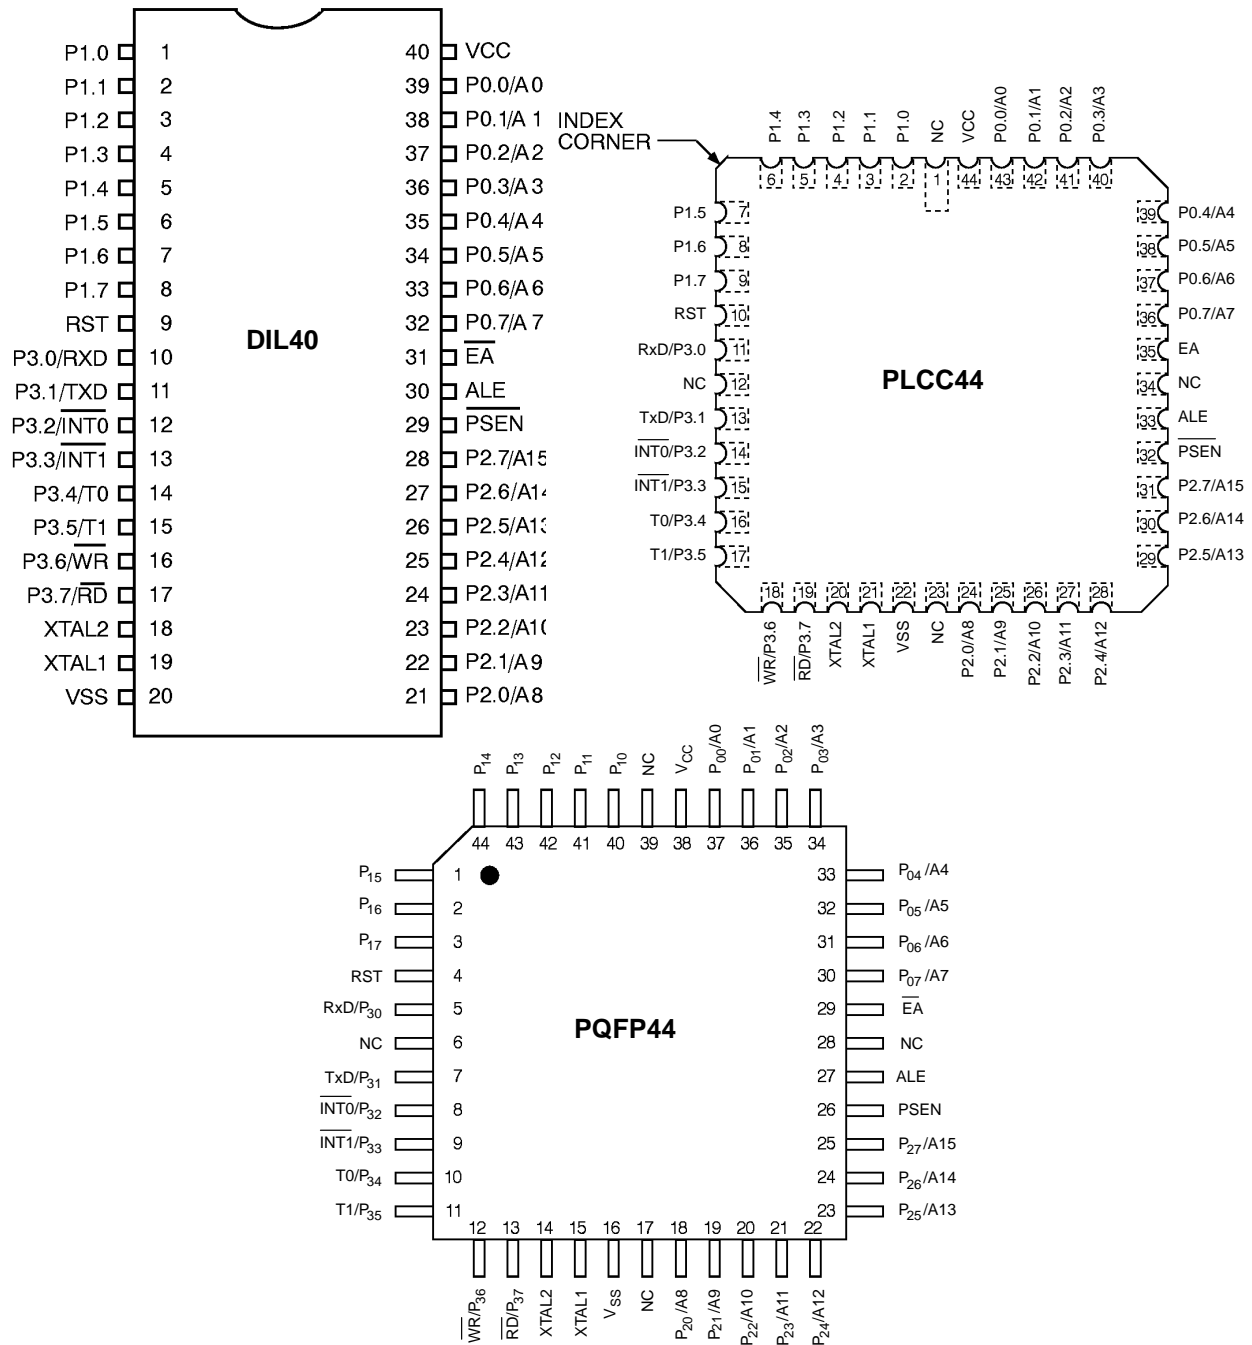 P1.0 1 40 VCC
P1.1 2 39 P0.0/A0
P1.2 3 38 P0.1/A 1
P1.3 4 37 P0.2/A2
P1.4 5 36 P0.3/A 3
P1.5 6 35 P0.4/A 4
P1.6 7 34 P0.5/A 5
P1.7 8 33 P0.6/A 6
RST 9 32 P0.7/A 7
DIL40
P3.0/RXD 10 31 EA
P3.1/TXD 11 30 ALE
P3.2/INT0 12 29 PSEN
P3.3/INT1 13 28 P2.7/A15
P3.4/T0 14 27 P2.6/A14
P3.5/T1 15 26 P2.5/A13
P3.6/WR 16 25 P2.4/A12
P3.7/RD 17 24 P2.3/A11
XTAL2 18 23 P2.2/A10
XTAL1 19 22 P2.1/A9
VSS 20 21 P2.0/A8
INDEX
CORNER
P1.4 P1.3 P1.2 P1.1 P1.0 NC VCC P0.0/A0 P0.1/A1 P0.2/A2 P0.3/A3
6 5 4 3 2 1 44 43 42 41 40
P1.5 7 39 P0.4/A4
P1.6 8 38 P0.5/A5
P1.7 9 37 P0.6/A6
RST 10 36 P0.7/A7
RxD/P3.0 11 35 EA
PLCC44
NC 12 34 NC
TxD/P3.1 13 33 ALE
INT0/P3.2 14 32 PSEN
INT1/P3.3 15 31 P2.7/A15
T0/P3.4 16 30 P2.6/A14
T1/P3.5 17 29 P2.5/A13
18 19 20 21 22 23 24 25 26 27 28
WR/P3.6 RD/P3.7 XTAL2 XTAL1 VSS NC P2.0/A8 P2.1/A9 P2.2/A10 P2.3/A11 P2.4/A12
P14 P13 P12 P11 P10 NC VCC P00/A0 P01/A1 P02/A2 P03/A3
44 43 42 41 40 39 38 37 36 35 34
P15 1 33 P04/A4
P16 2 32 P05/A5
P17 3 31 P06/A6
RST 4 30 P07/A7
RxD/P30 5 29 EA
PQFP44
NC 6 28 NC
TxD/P31 7 27 ALE
INT0/P32 8 26 PSEN
INT1/P33 9 25 P27/A15
T0/P34 10 24 P26/A14
T1/P35 11 23 P25/A13
12 13 14 15 16 17 18 19 20 21 22
WR/P36 RD/P37 XTAL2 XTAL1 VSS NC P20/A8 P21/A9 P22/A10 P23/A11 P24/A12